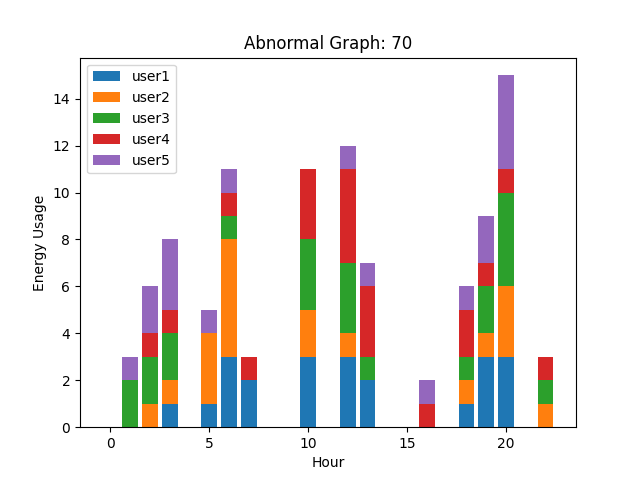 Abnormal Graph: 70
user1
user2
user3
user4
user5
14
12
10
8
6
4
2
0
Energy Usage
0 5 10 15 20
Hour